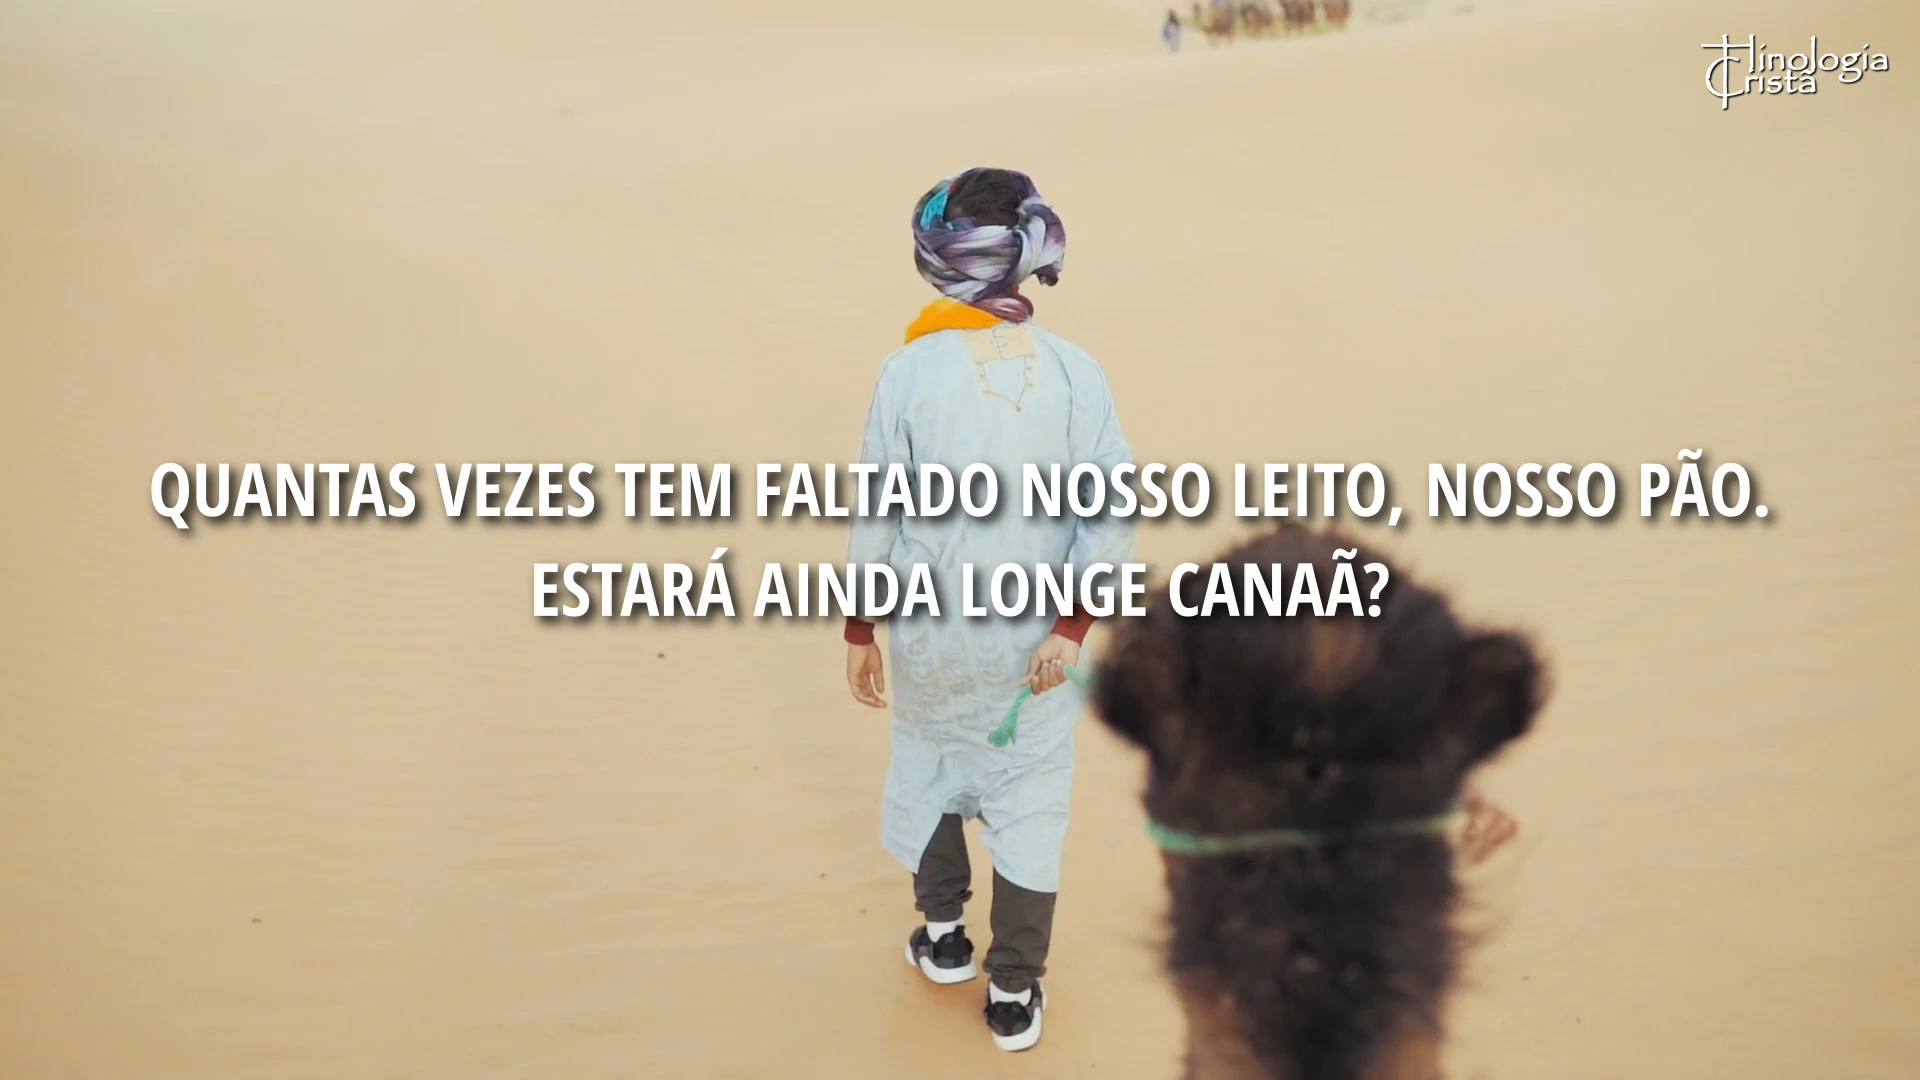 Hinologia
Cristã
QUANTAS VEZES TEM FALTADO NOSSO LEITO, NOSSO PÃO.
ESTARÁ AINDA LONGE CANAÃ?